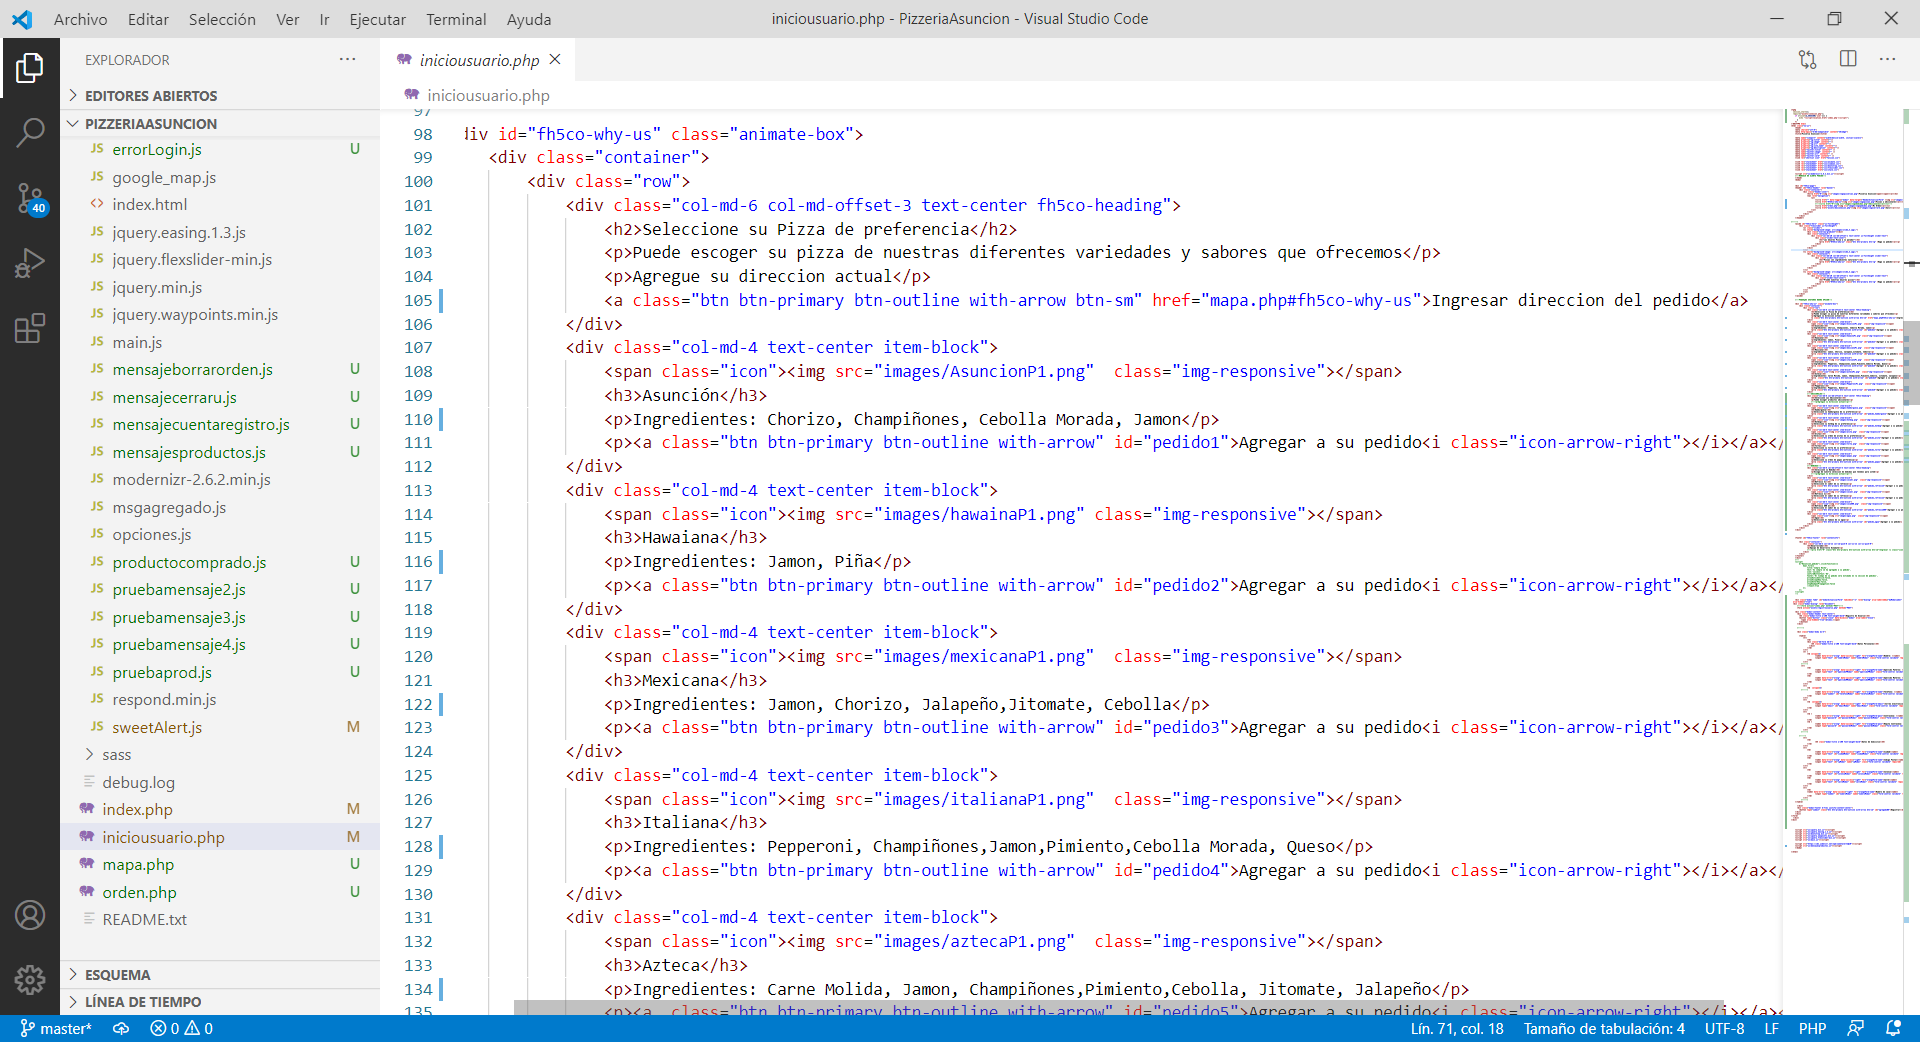 Archivo Editar Selección Ver Ir Ejecutar Terminal Ayuda
iniciousuario.php - PizzeriaAsuncion - Visual Studio Code
EXPLORADOR
EDITORES ABIERTOS
PIZZERIAASUNCION
JS errorLogin.js U
JS google_map.js
<> index.html
JS jquery.easing.1.3.js
JS jquery.flexslider-min.js
JS jquery.min.js
JS jquery.waypoints.min.js
JS main.js
JS mensajeborrarorden.js U
JS mensajecerraru.js U
JS mensajecuentaregistro.js U
JS mensajesproductos.js U
JS modernizr-2.6.2.min.js
JS msgagregado.js
JS opciones.js
JS productocomprado.js U
JS pruebamensaje2.js U
JS pruebamensaje3.js U
JS pruebamensaje4.js U
JS pruebaprod.js U
JS respond.min.js
JS sweetAlert.js M
sass
debug.log
index.php M
iniciousuario.php M
mapa.php U
orden.php U
README.txt
ESQUEMA
LÍNEA DE TIEMPO
40
iniciousuario.php
iniciousuario.php
97
98 div id="fh5co-why-us" class="animate-box">
99 <div class="container">
100 <div class="row">
101 <div class="col-md-6 col-md-offset-3 text-center fh5co-heading">
102 <h2>Seleccione su Pizza de preferencia</h2>
103 <p>Puede escoger su pizza de nuestras diferentes variedades y sabores que ofrecemos</p>
104 <p>Agregue su direccion actual</p>
105 <a class="btn btn-primary btn-outline with-arrow btn-sm" href="mapa.php#fh5co-why-us">Ingresar direccion del pedido</a>
106 </div>
107 <div class="col-md-4 text-center item-block">
108 <span class="icon"><img src="images/AsuncionP1.png"  class="img-responsive"></span>
109 <h3>Asunción</h3>
110 <p>Ingredientes: Chorizo, Champiñones, Cebolla Morada, Jamon</p>
111 <p><a class="btn btn-primary btn-outline with-arrow" id="pedido1">Agregar a su pedido<i class="icon-arrow-right"></i></a></
112 </div>
113 <div class="col-md-4 text-center item-block">
114 <span class="icon"><img src="images/hawainaP1.png" class="img-responsive"></span>
115 <h3>Hawaiana</h3>
116 <p>Ingredientes: Jamon, Piña</p>
117 <p><a class="btn btn-primary btn-outline with-arrow" id="pedido2">Agregar a su pedido<i class="icon-arrow-right"></i></a></
118 </div>
119 <div class="col-md-4 text-center item-block">
120 <span class="icon"><img src="images/mexicanaP1.png"  class="img-responsive"></span>
121 <h3>Mexicana</h3>
122 <p>Ingredientes: Jamon, Chorizo, Jalapeño,Jitomate, Cebolla</p>
123 <p><a class="btn btn-primary btn-outline with-arrow" id="pedido3">Agregar a su pedido<i class="icon-arrow-right"></i></a></
124 </div>
125 <div class="col-md-4 text-center item-block">
126 <span class="icon"><img src="images/italianaP1.png"  class="img-responsive"></span>
127 <h3>Italiana</h3>
128 <p>Ingredientes: Pepperoni, Champiñones,Jamon,Pimiento,Cebolla Morada, Queso</p>
129 <p><a class="btn btn-primary btn-outline with-arrow" id="pedido4">Agregar a su pedido<i class="icon-arrow-right"></i></a></
130 </div>
131 <div class="col-md-4 text-center item-block">
132 <span class="icon"><img src="images/aztecaP1.png"  class="img-responsive"></span>
133 <h3>Azteca</h3>
134 <p>Ingredientes: Carne Molida, Jamon, Champiñones,Pimiento,Cebolla, Jitomate, Jalapeño</p>
135 <p><a  class="btn btn-primary btn-outline with-arrow" id="pedido5">Agregar a su pedido<i class="icon-arrow-right"></i></a></
master* 0 0
Lín. 71, col. 18 Tamaño de tabulación: 4 UTF-8 LF PHP